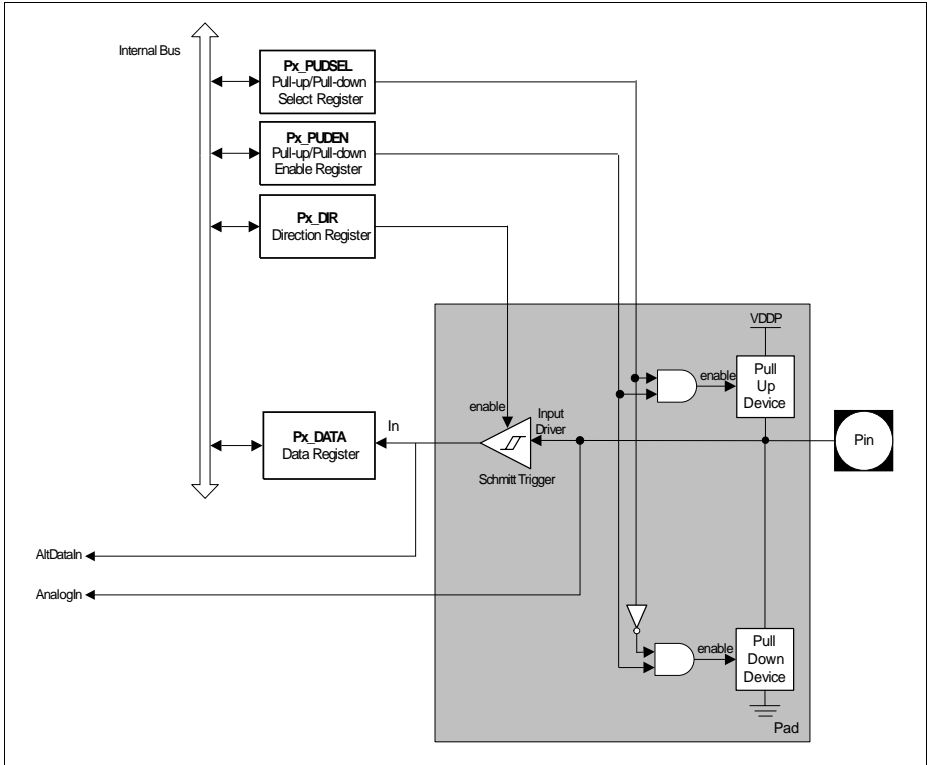 Internal Bus
Px_PUDSEL
Pull-up/Pull-down
Select Register
Px_PUDEN
Pull-up/Pull-down
Enable Register
Px_DIR
Direction Register
VDDP
enable
Pull
Up
Device
enable
Input
Driver
In
Px_DATA
Data Register
Schmitt Trigger
Pin
AltDataIn
AnalogIn
enable
Pull
Down
Device
Pad